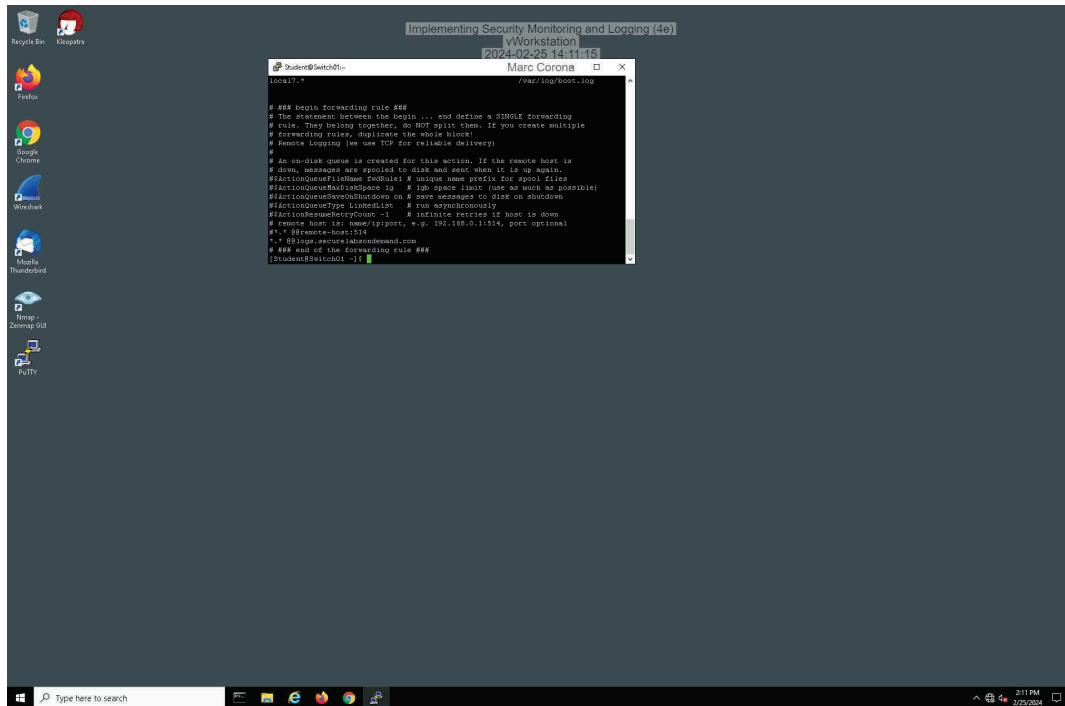 Implementing Security Monitoring and Logging (4e)
vWorkstation
2024-02-25 14:11:15
Marc Corona
Recycle Bin
Kleopatra
Firefox
Google
Chrome
Wireshark
Mozilla
Thunderbird
Nmap -
Zenmap GUI
PuTTY
Student@Switch01:~
local7.* /var/log/boot.log
# ### begin forwarding rule ###
# The statement between the begin ... end define a SINGLE forwarding
# rule. They belong together, do NOT split them. If you create multiple
# forwarding rules, duplicate the whole block!
# Remote Logging (we use TCP for reliable delivery)
#
# An on-disk queue is created for this action. If the remote host is
# down, messages are spooled to disk and sent when it is up again.
#$ActionQueueFileName fwdRule1 # unique name prefix for spool files
#$ActionQueueMaxDiskSpace 1g # 1gb space limit (use as much as possible)
#$ActionQueueSaveOnShutdown on # save messages to disk on shutdown
#$ActionQueueType LinkedList # run asynchronously
#$ActionResumeRetryCount -1 # infinite retries if host is down
# remote host is: name/ip:port, e.g. 192.168.0.1:514, port optional
#*.* @@remote-host:514
*.* @@logs.securelabsondemand.com
# ### end of the forwarding rule ###
[Student@Switch01 ~]$
Type here to search
2:11 PM
2/25/2024